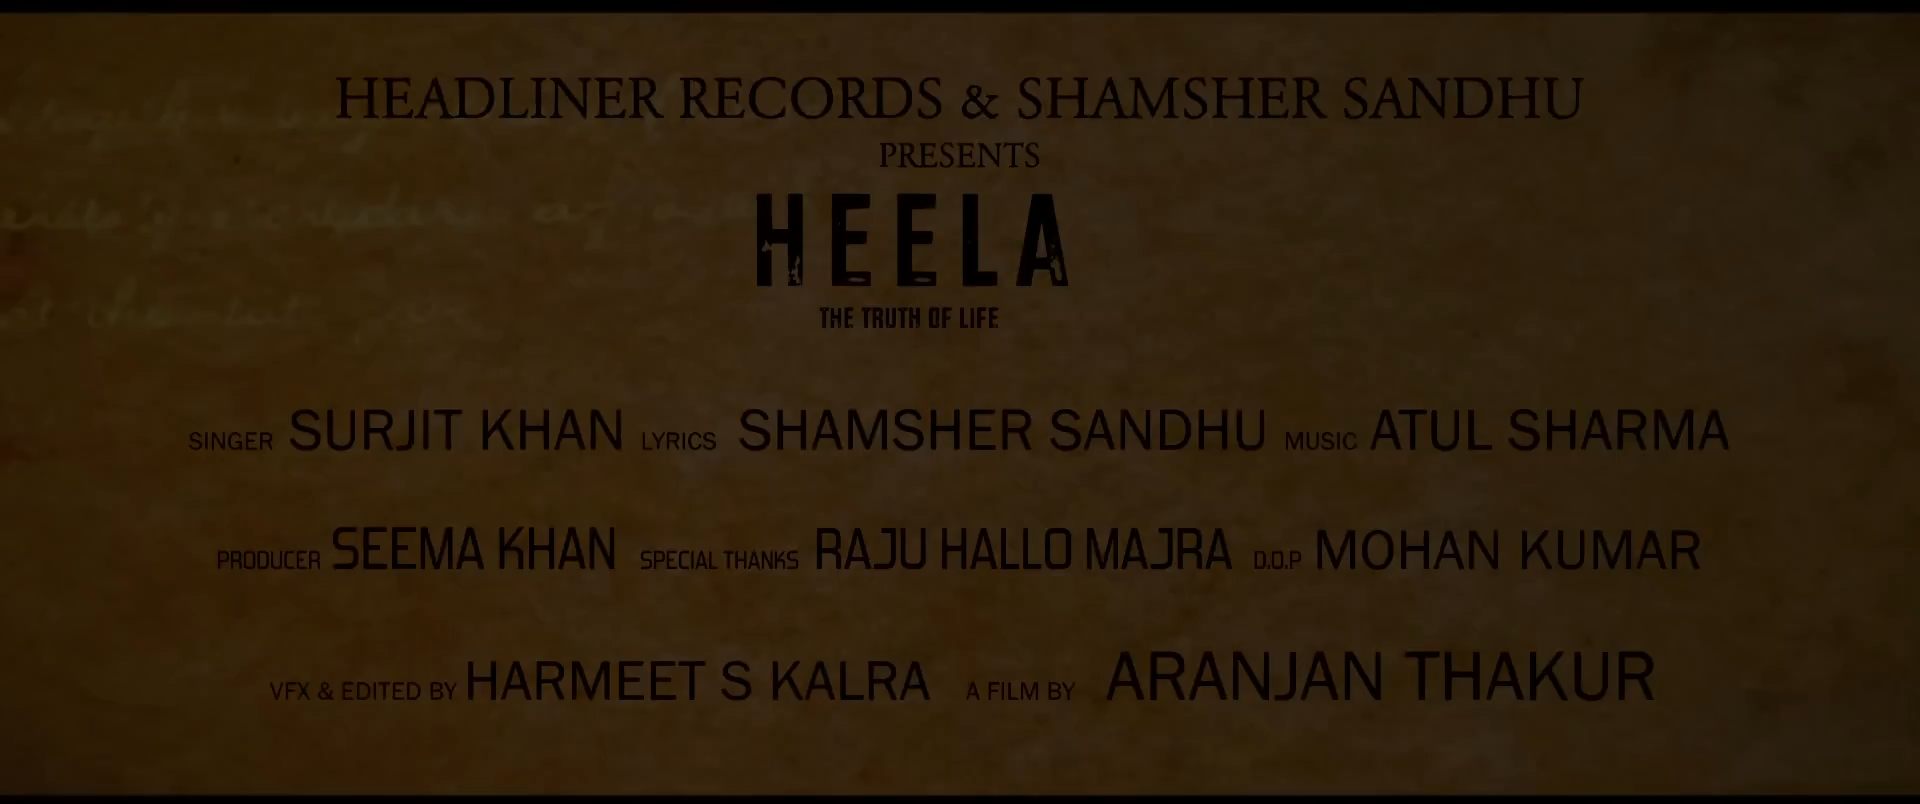 HEADLINER RECORDS & SHAMSHER SANDHU
PRESENTS
HEELA
THE TRUTH OF LIFE
SINGER SURJIT KHAN LYRICS SHAMSHER SANDHU MUSIC ATUL SHARMA
PRODUCER SEEMA KHAN SPECIAL THANKS RAJU HALLO MAJRA D.O.P MOHAN KUMAR
VFX & EDITED BY HARMEET S KALRA A FILM BY ARANJAN THAKUR